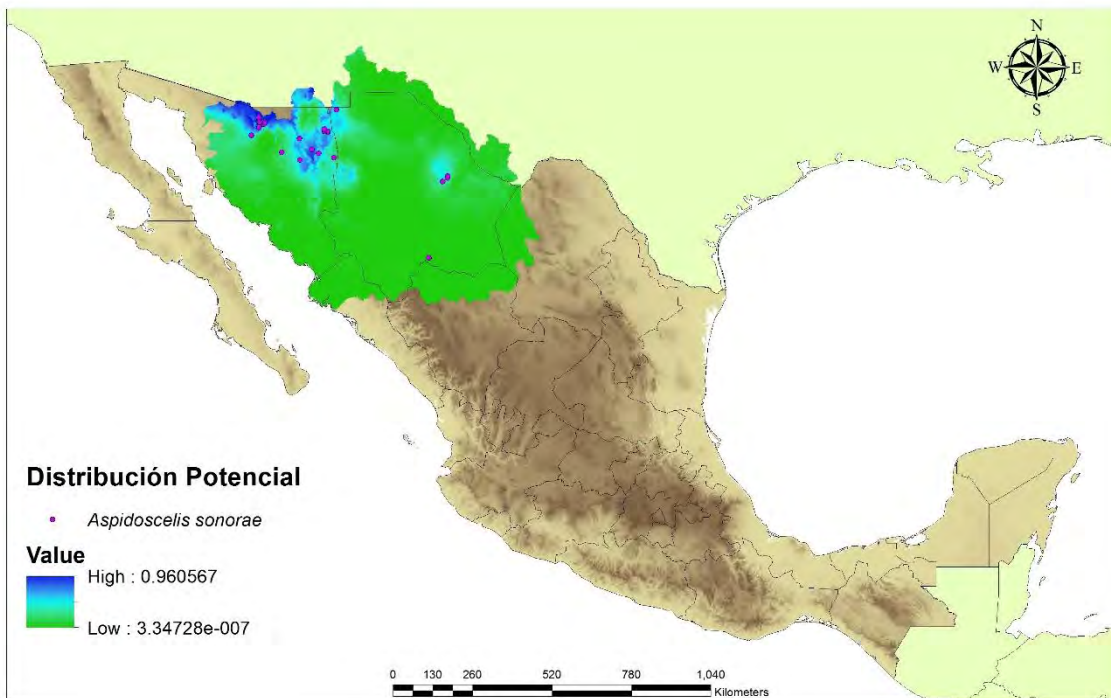 N
W E
S
Distribución Potencial
Aspidoscelis sonorae
Value
High : 0.960567
Low : 3.34728e-007
0 130 260 520 780 1,040
Kilometers